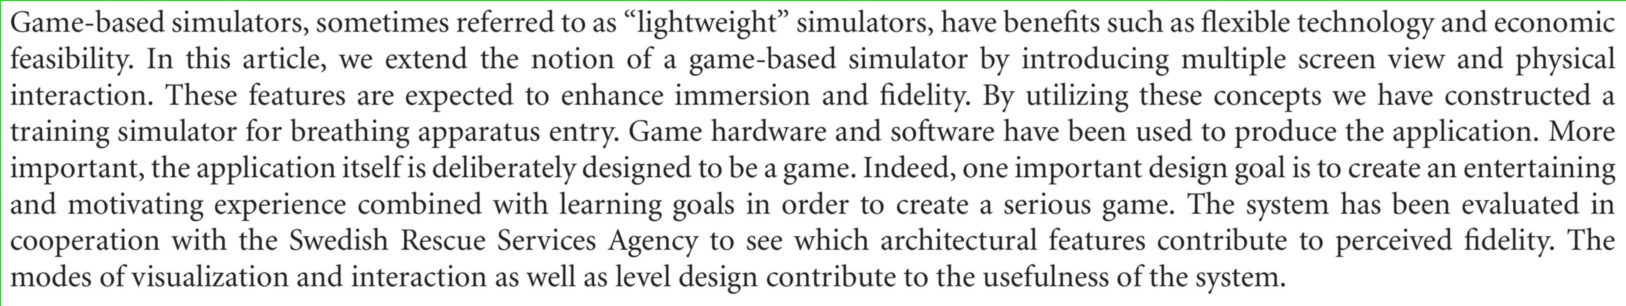 Game-based simulators, sometimes referred to as “lightweight” simulators, have benefits such as flexible technology and economic
feasibility. In this article, we extend the notion of a game-based simulator by introducing multiple screen view and physical
interaction. These features are expected to enhance immersion and fidelity. By utilizing these concepts we have constructed a
training simulator for breathing apparatus entry. Game hardware and software have been used to produce the application. More
important, the application itself is deliberately designed to be a game. Indeed, one important design goal is to create an entertaining
and motivating experience combined with learning goals in order to create a serious game. The system has been evaluated in
cooperation with the Swedish Rescue Services Agency to see which architectural features contribute to perceived fidelity. The
modes of visualization and interaction as well as level design contribute to the usefulness of the system.